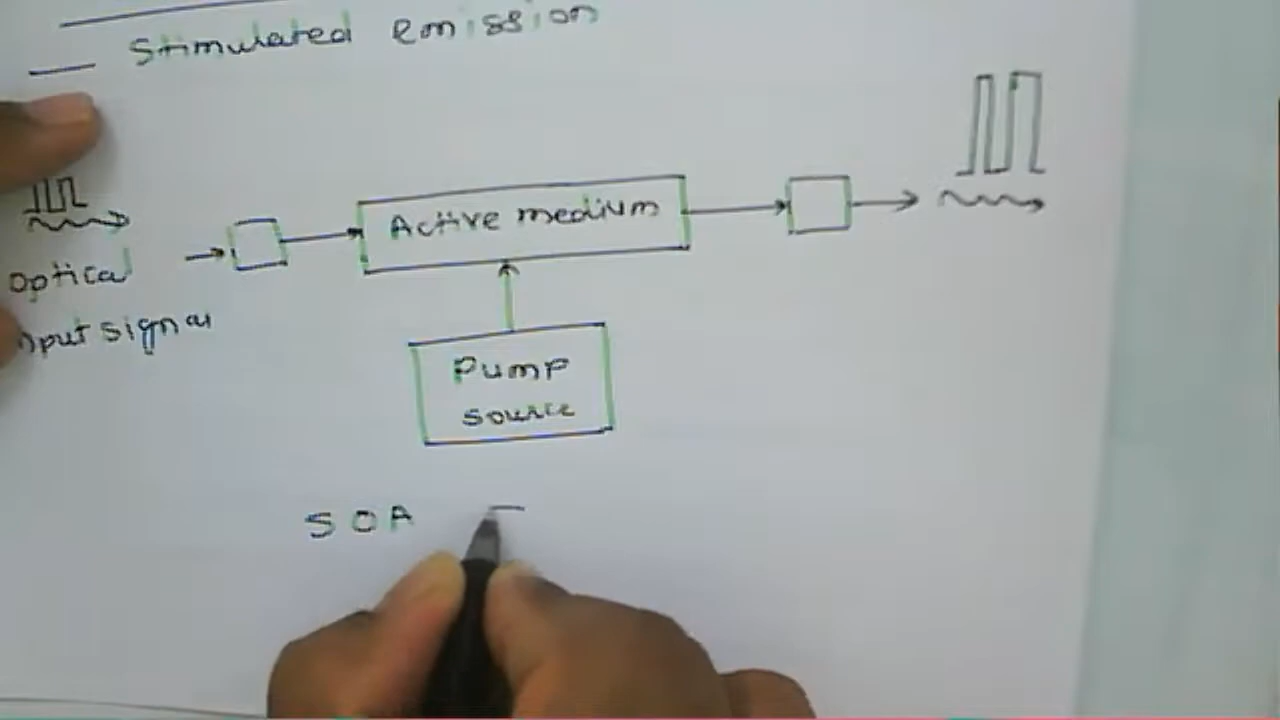 Stimulated emission
Active medium
Optical
input signal
Pump
source
SOA